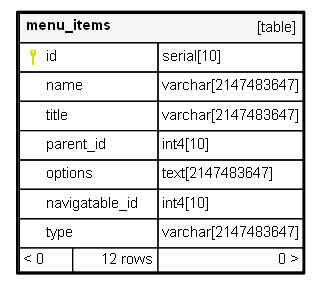 menu_items [table]
id serial[10]
name varchar[2147483647]
title varchar[2147483647]
parent_id int4[10]
options text[2147483647]
navigatable_id int4[10]
type varchar[2147483647]
< 0 12 rows 0 >